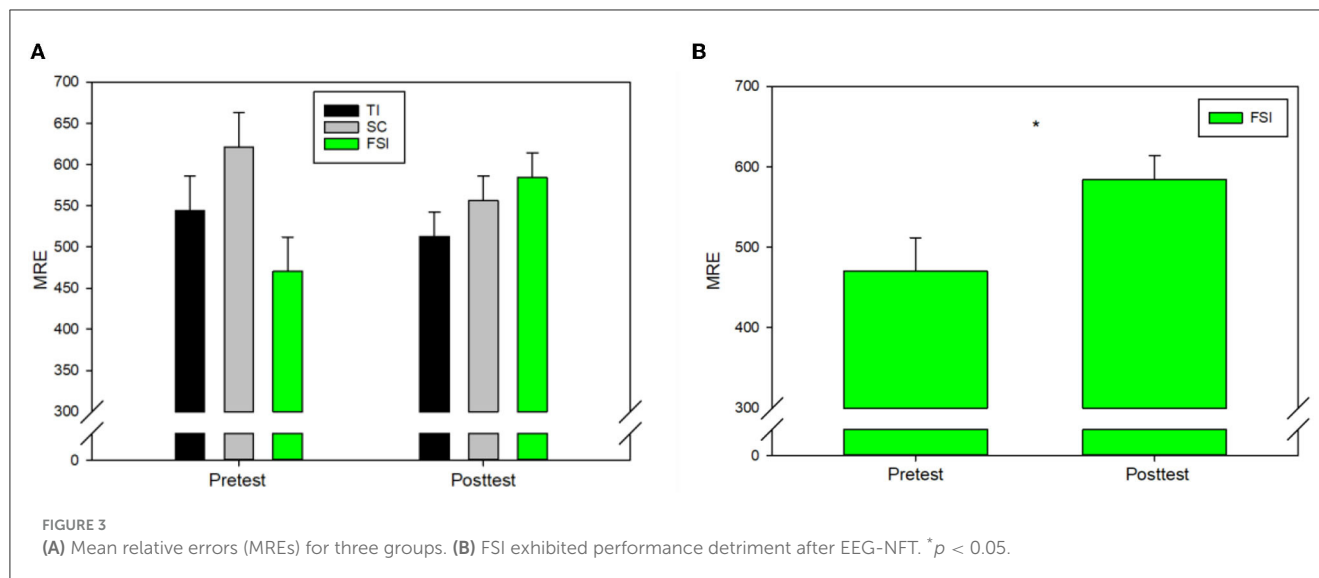 A
700
650
600
550
500
450
400
350
300
0
MRE
TI
SC
FSI
Pretest
Posttest
B
700
600
500
400
300
0
MRE
FSI
*
Pretest
Posttest
FIGURE 3
(A) Mean relative errors (MREs) for three groups. (B) FSI exhibited performance detriment after EEG-NFT. *p < 0.05.